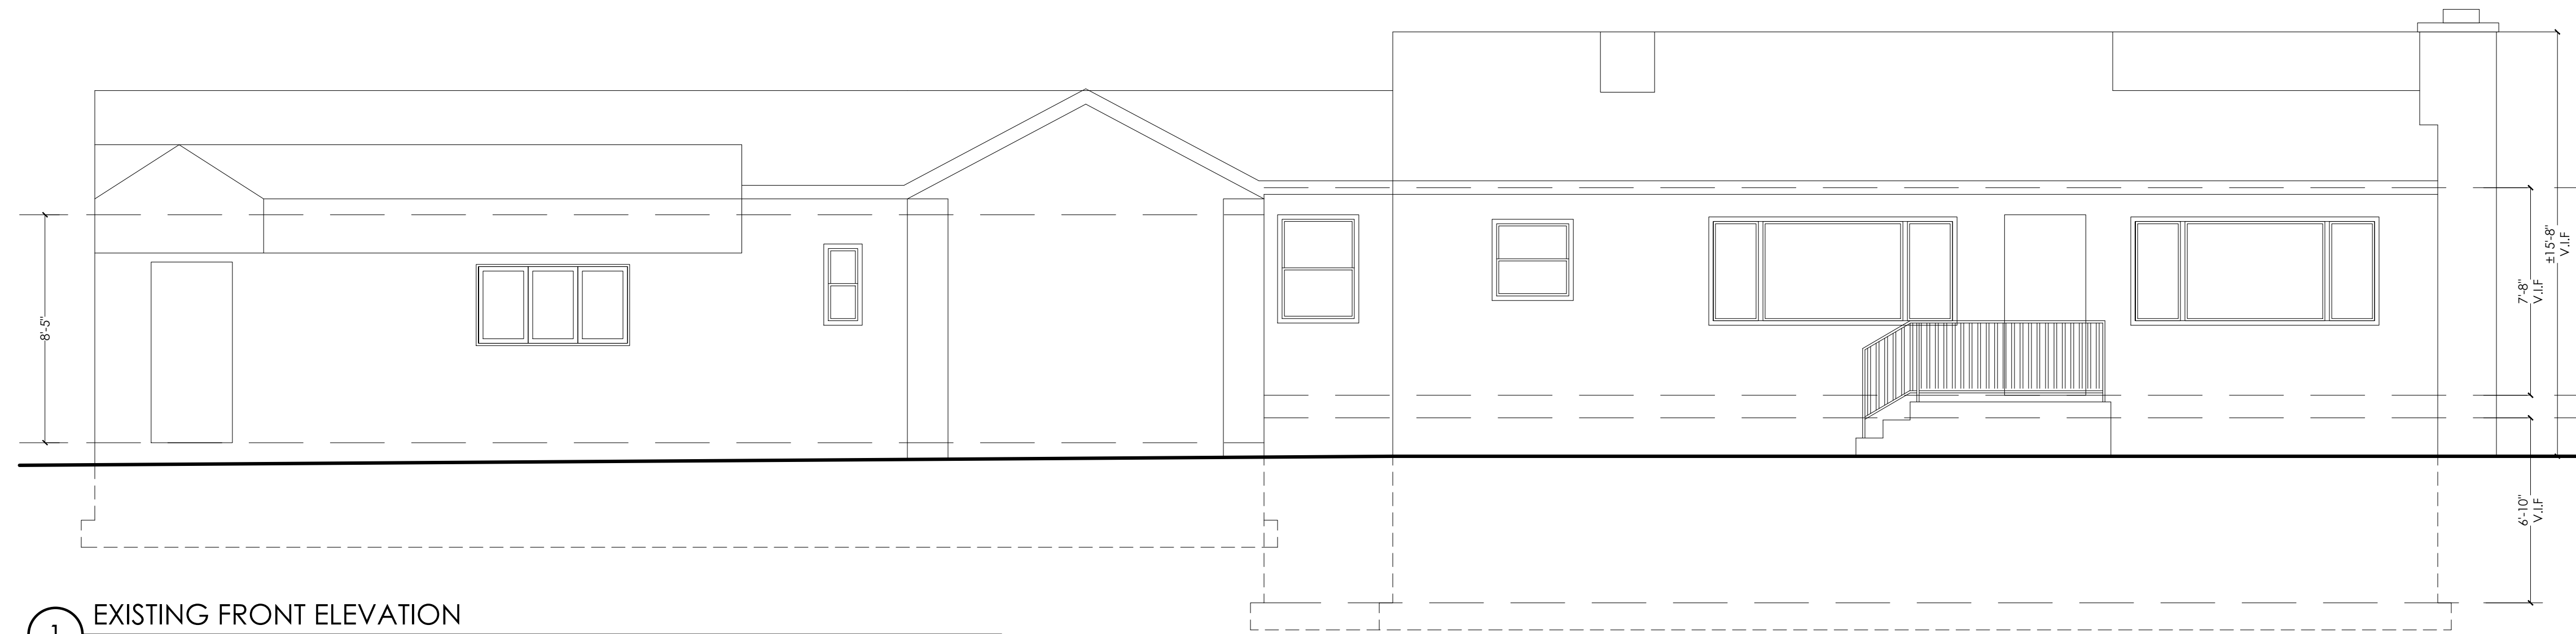 8'-5"
±15'-8"
V.I.F
7'-8"
V.I.F
6'-10"
V.I.F
1
EXISTING FRONT ELEVATION